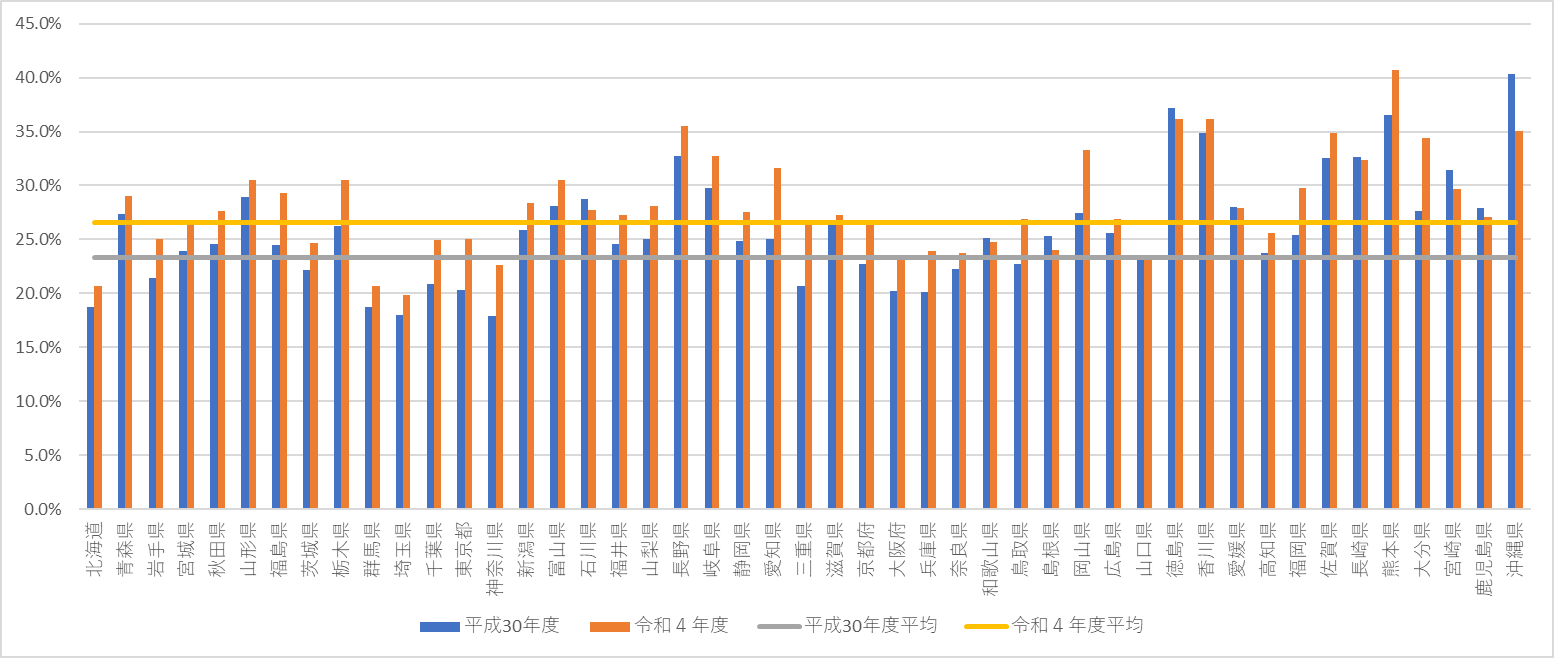 45.0%
40.0%
35.0%
30.0%
25.0%
20.0%
15.0%
10.0%
5.0%
0.0%
北海道
青森県
岩手県
宮城県
秋田県
山形県
福島県
茨城県
栃木県
群馬県
埼玉県
千葉県
東京都
神奈川県
新潟県
富山県
石川県
福井県
山梨県
長野県
岐阜県
静岡県
愛知県
三重県
滋賀県
京都府
大阪府
兵庫県
奈良県
和歌山県
鳥取県
島根県
岡山県
広島県
山口県
徳島県
香川県
愛媛県
高知県
福岡県
佐賀県
長崎県
熊本県
大分県
宮崎県
鹿児島県
沖縄県
平成30年度 令和４年度 平成30年度平均 令和４年度平均